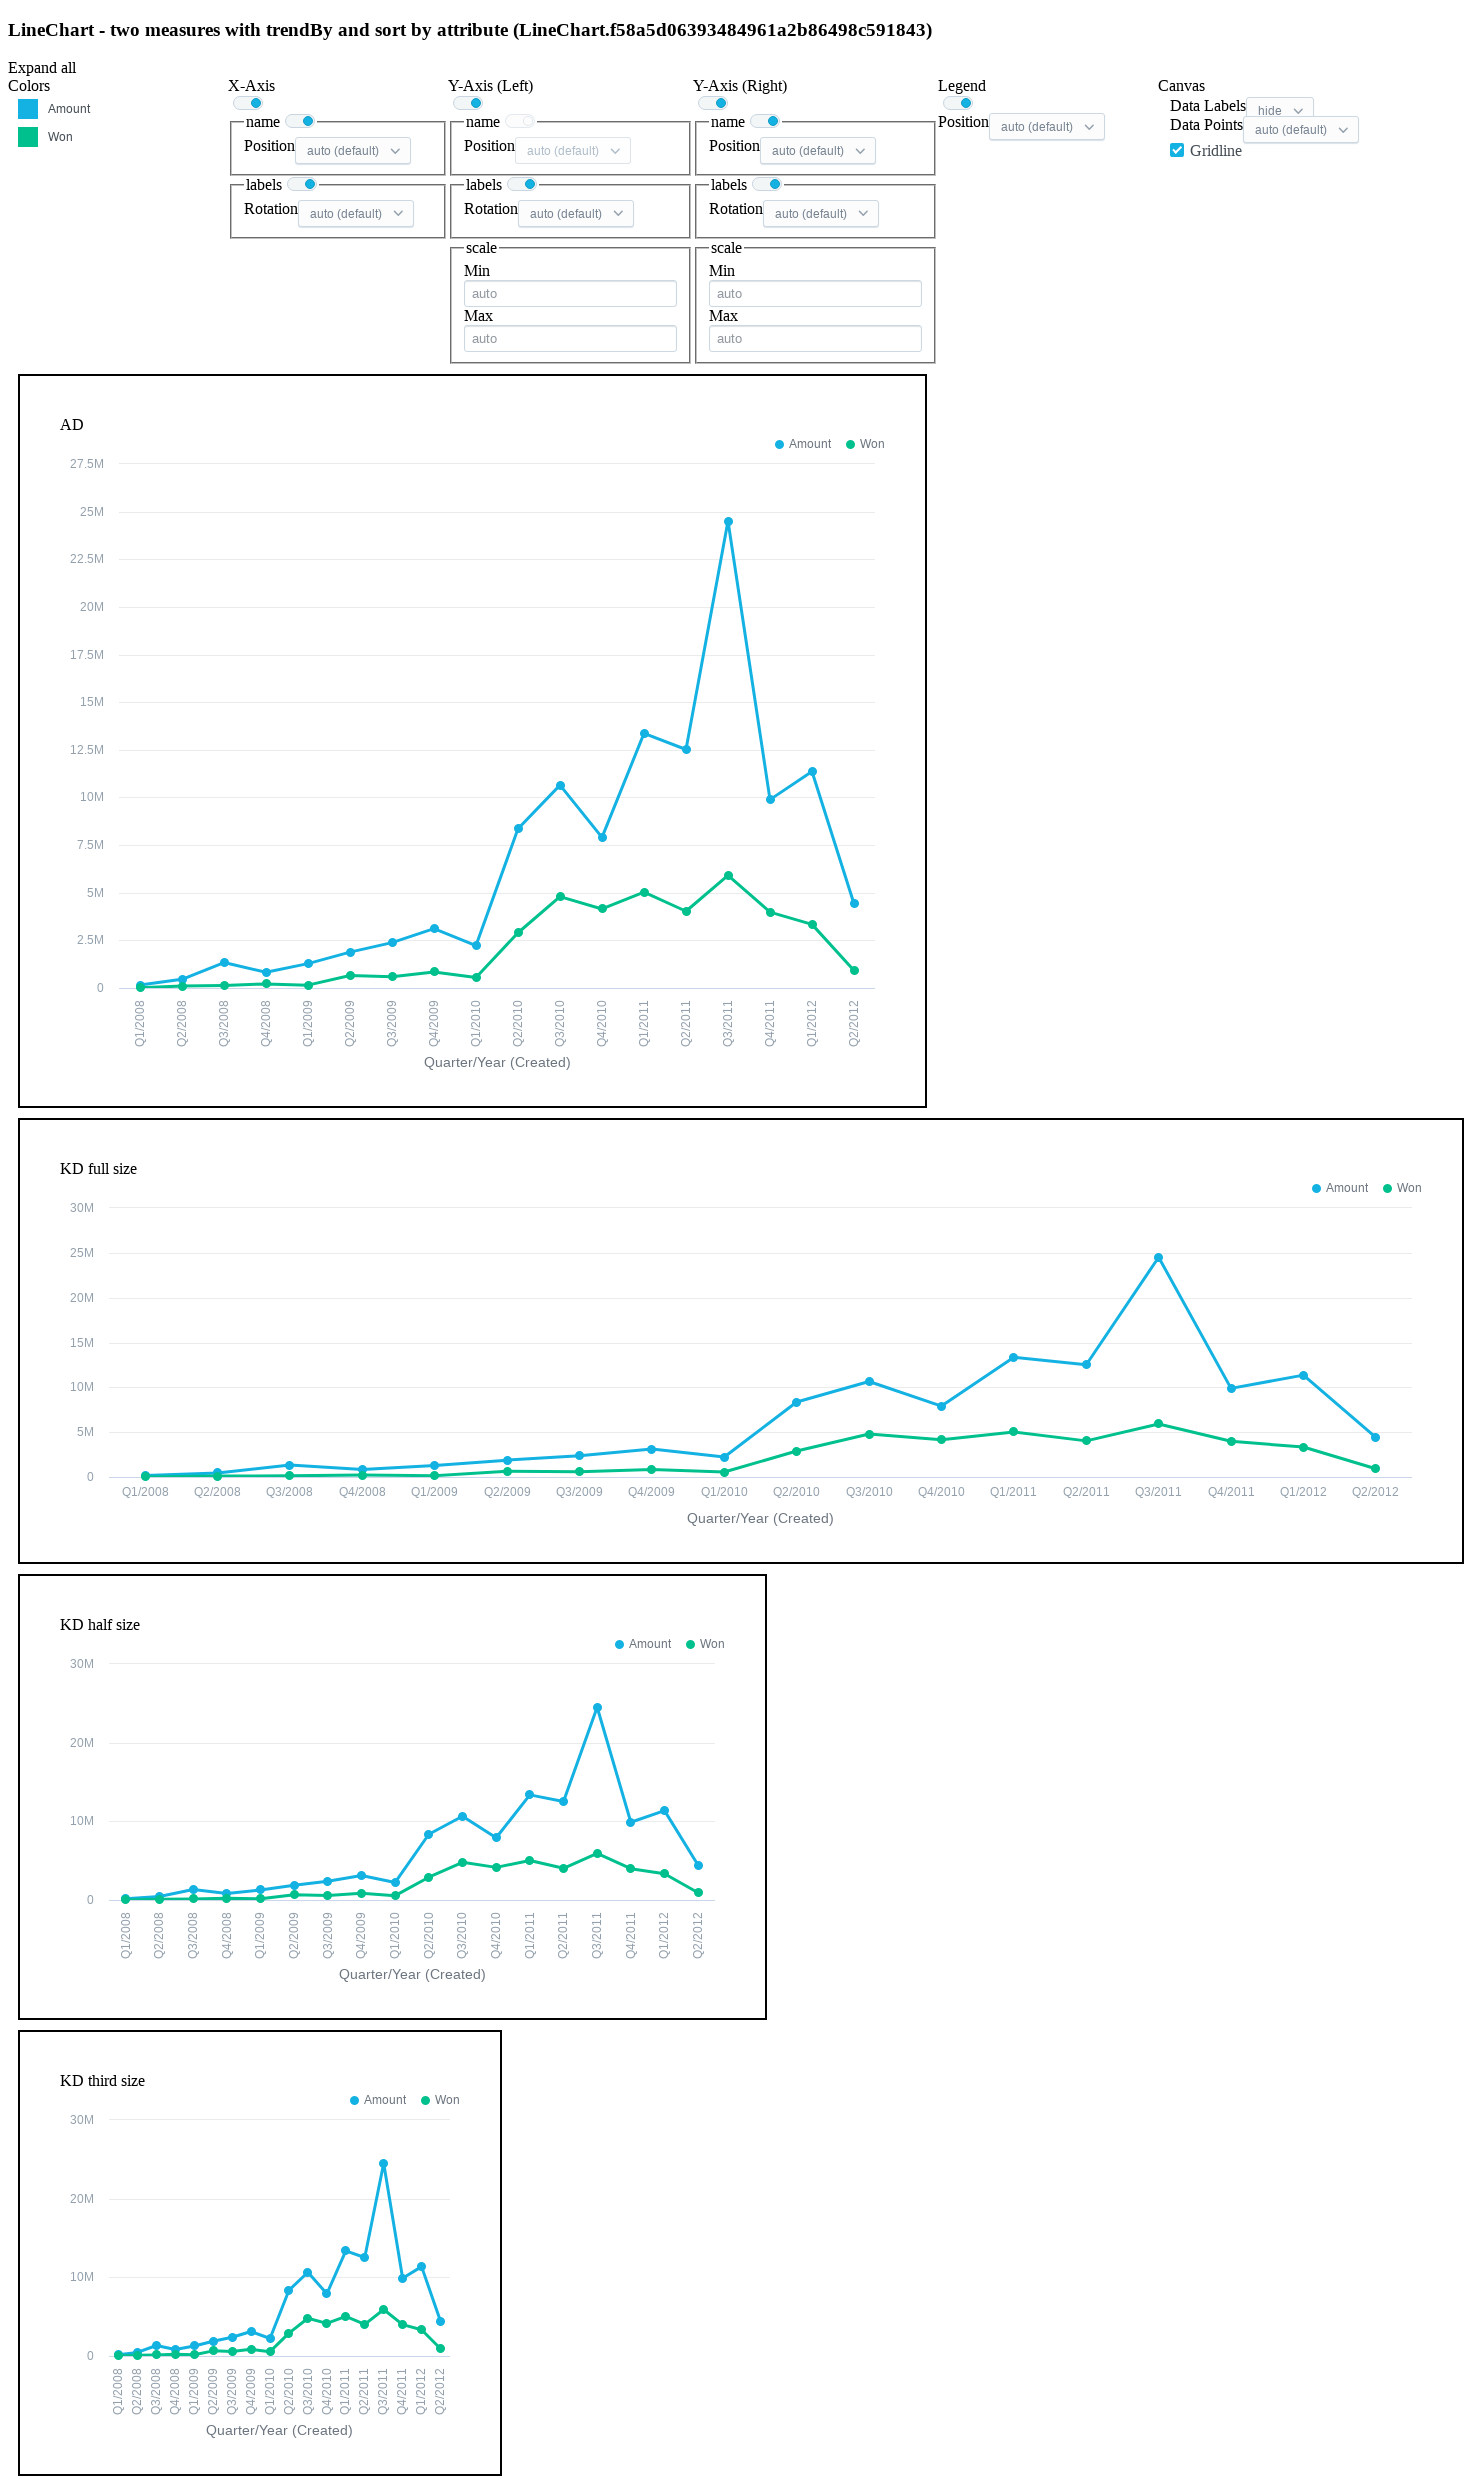 LineChart - two measures with trendBy and sort by attribute (LineChart.f58a5d06393484961a2b86498c591843)
Expand all
Colors
Amount
Won
X-Axis
name
Position auto (default)
labels
Rotation auto (default)
Y-Axis (Left)
name
Position auto (default)
labels
Rotation auto (default)
scale
Min
auto
Max
auto
Y-Axis (Right)
name
Position auto (default)
labels
Rotation auto (default)
scale
Min
auto
Max
auto
Legend
Position auto (default)
Canvas
Data Labels hide
Data Points auto (default)
Gridline
AD
Amount Won
27.5M
25M
22.5M
20M
17.5M
15M
12.5M
10M
7.5M
5M
2.5M
0
Q1/2008 Q2/2008 Q3/2008 Q4/2008 Q1/2009 Q2/2009 Q3/2009 Q4/2009 Q1/2010 Q2/2010 Q3/2010 Q4/2010 Q1/2011 Q2/2011 Q3/2011 Q4/2011 Q1/2012 Q2/2012
Quarter/Year (Created)
KD full size
Amount Won
30M
25M
20M
15M
10M
5M
0
Q1/2008 Q2/2008 Q3/2008 Q4/2008 Q1/2009 Q2/2009 Q3/2009 Q4/2009 Q1/2010 Q2/2010 Q3/2010 Q4/2010 Q1/2011 Q2/2011 Q3/2011 Q4/2011 Q1/2012 Q2/2012
Quarter/Year (Created)
KD half size
Amount Won
30M
20M
10M
0
Q1/2008 Q2/2008 Q3/2008 Q4/2008 Q1/2009 Q2/2009 Q3/2009 Q4/2009 Q1/2010 Q2/2010 Q3/2010 Q4/2010 Q1/2011 Q2/2011 Q3/2011 Q4/2011 Q1/2012 Q2/2012
Quarter/Year (Created)
KD third size
Amount Won
30M
20M
10M
0
Q1/2008 Q2/2008 Q3/2008 Q4/2008 Q1/2009 Q2/2009 Q3/2009 Q4/2009 Q1/2010 Q2/2010 Q3/2010 Q4/2010 Q1/2011 Q2/2011 Q3/2011 Q4/2011 Q1/2012 Q2/2012
Quarter/Year (Created)